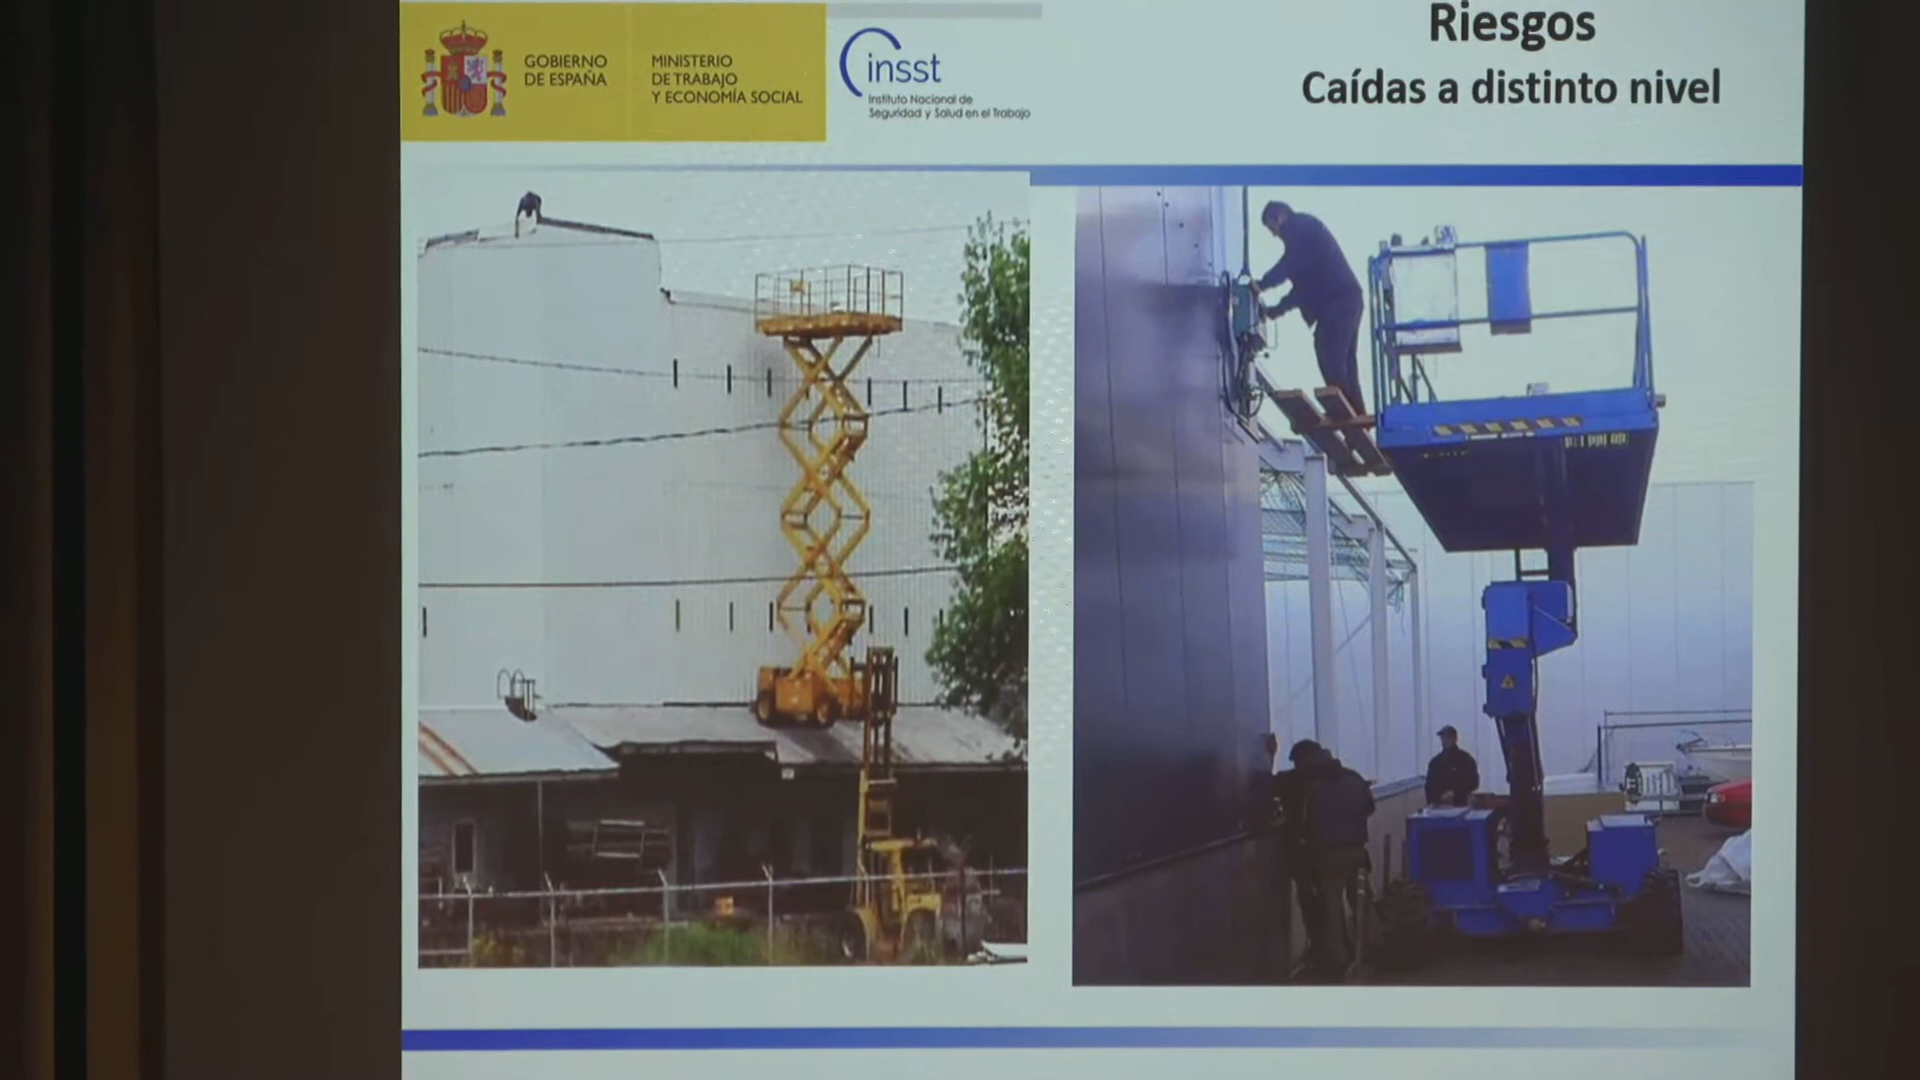 GOBIERNO
DE ESPAÑA
MINISTERIO
DE TRABAJO
Y ECONOMÍA SOCIAL
insst
Instituto Nacional de
Seguridad y Salud en el Trabajo
Riesgos
Caídas a distinto nivel